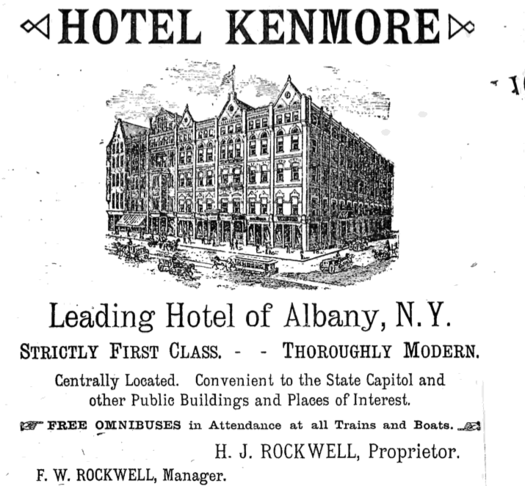 HOTEL KENMORE
Leading Hotel of Albany, N.Y.
STRICTLY FIRST CLASS. - - THOROUGHLY MODERN.
Centrally Located. Convenient to the State Capitol and
other Public Buildings and Places of Interest.
FREE OMNIBUSES in Attendance at all Trains and Boats.
H. J. ROCKWELL, Proprietor.
F. W. ROCKWELL, Manager.